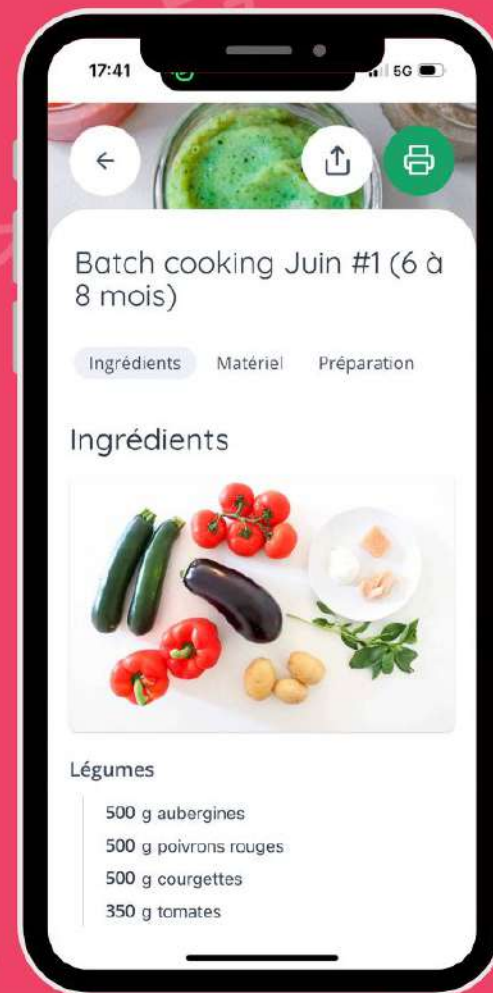 17:41
5G
Batch cooking Juin #1 (6 à
8 mois)
Ingrédients Matériel Préparation
Ingrédients
Légumes
500 g aubergines
500 g poivrons rouges
500 g courgettes
350 g tomates